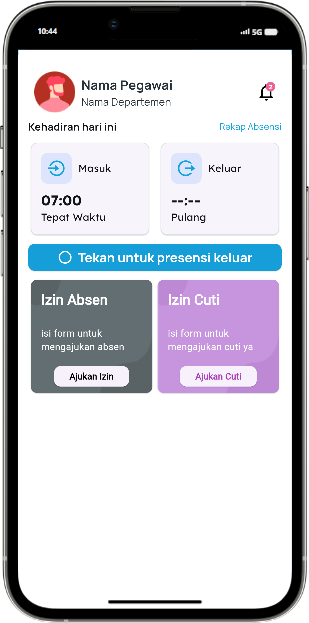 10:44
5G
Nama Pegawai
Nama Departemen
Kehadiran hari ini
Rekap Absensi
Masuk
Keluar
07:00
--:--
Tepat Waktu
Pulang
Tekan untuk presensi keluar
Izin Absen
Izin Cuti
isi form untuk
mengajukan absen
isi form untuk
mengajukan cuti ya
Ajukan Izin
Ajukan Cuti